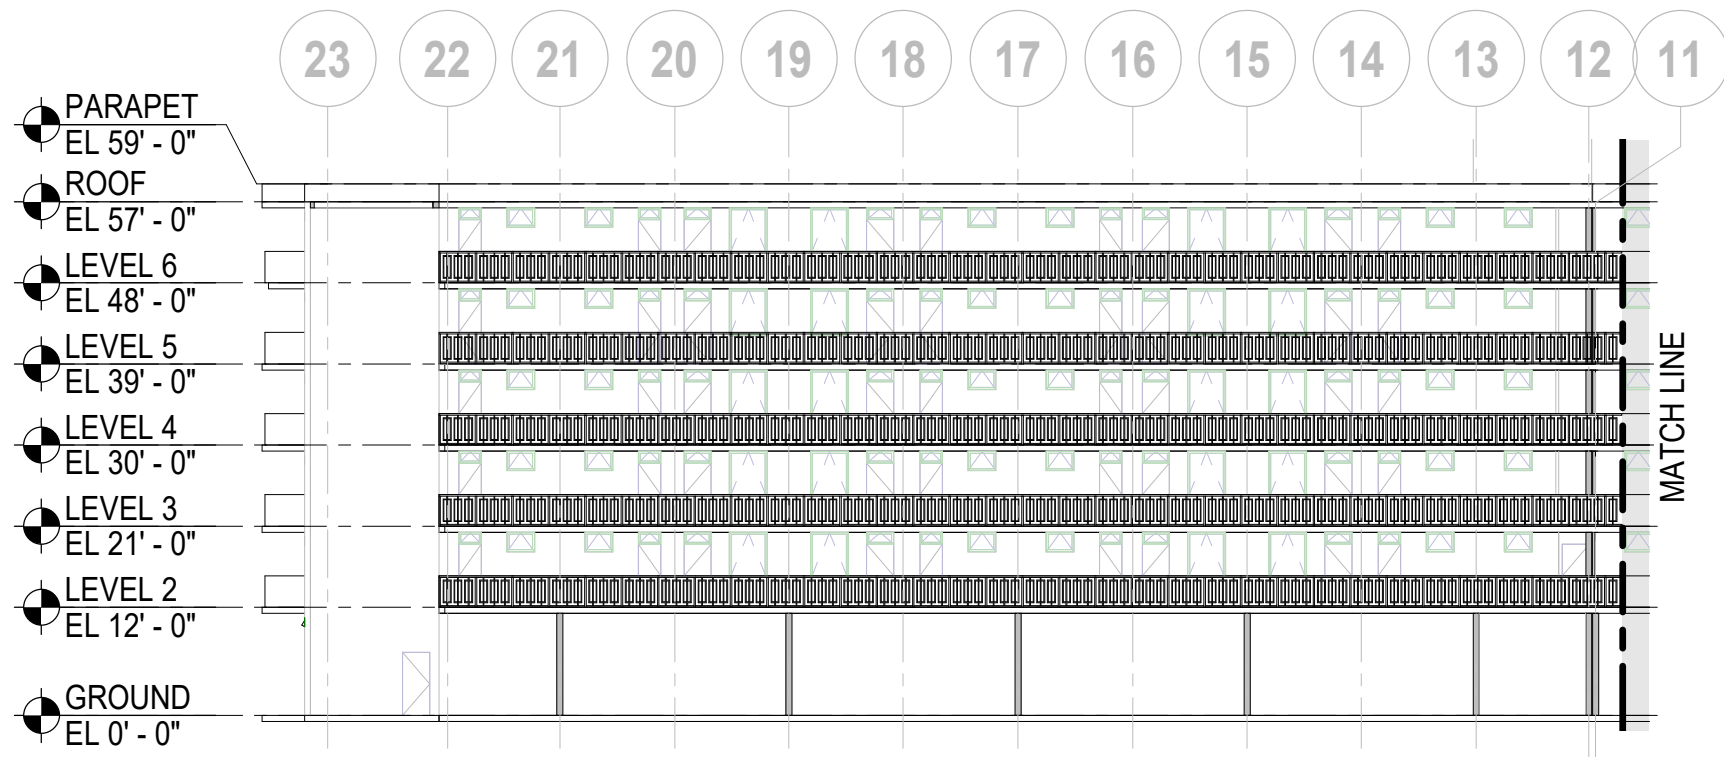 23 22 21 20 19 18 17 16 15 14 13 12 11
PARAPET
EL 59' - 0"
ROOF
EL 57' - 0"
LEVEL 6
EL 48' - 0"
LEVEL 5
EL 39' - 0"
LEVEL 4
EL 30' - 0"
LEVEL 3
EL 21' - 0"
LEVEL 2
EL 12' - 0"
GROUND
EL 0' - 0"
MATCH LINE